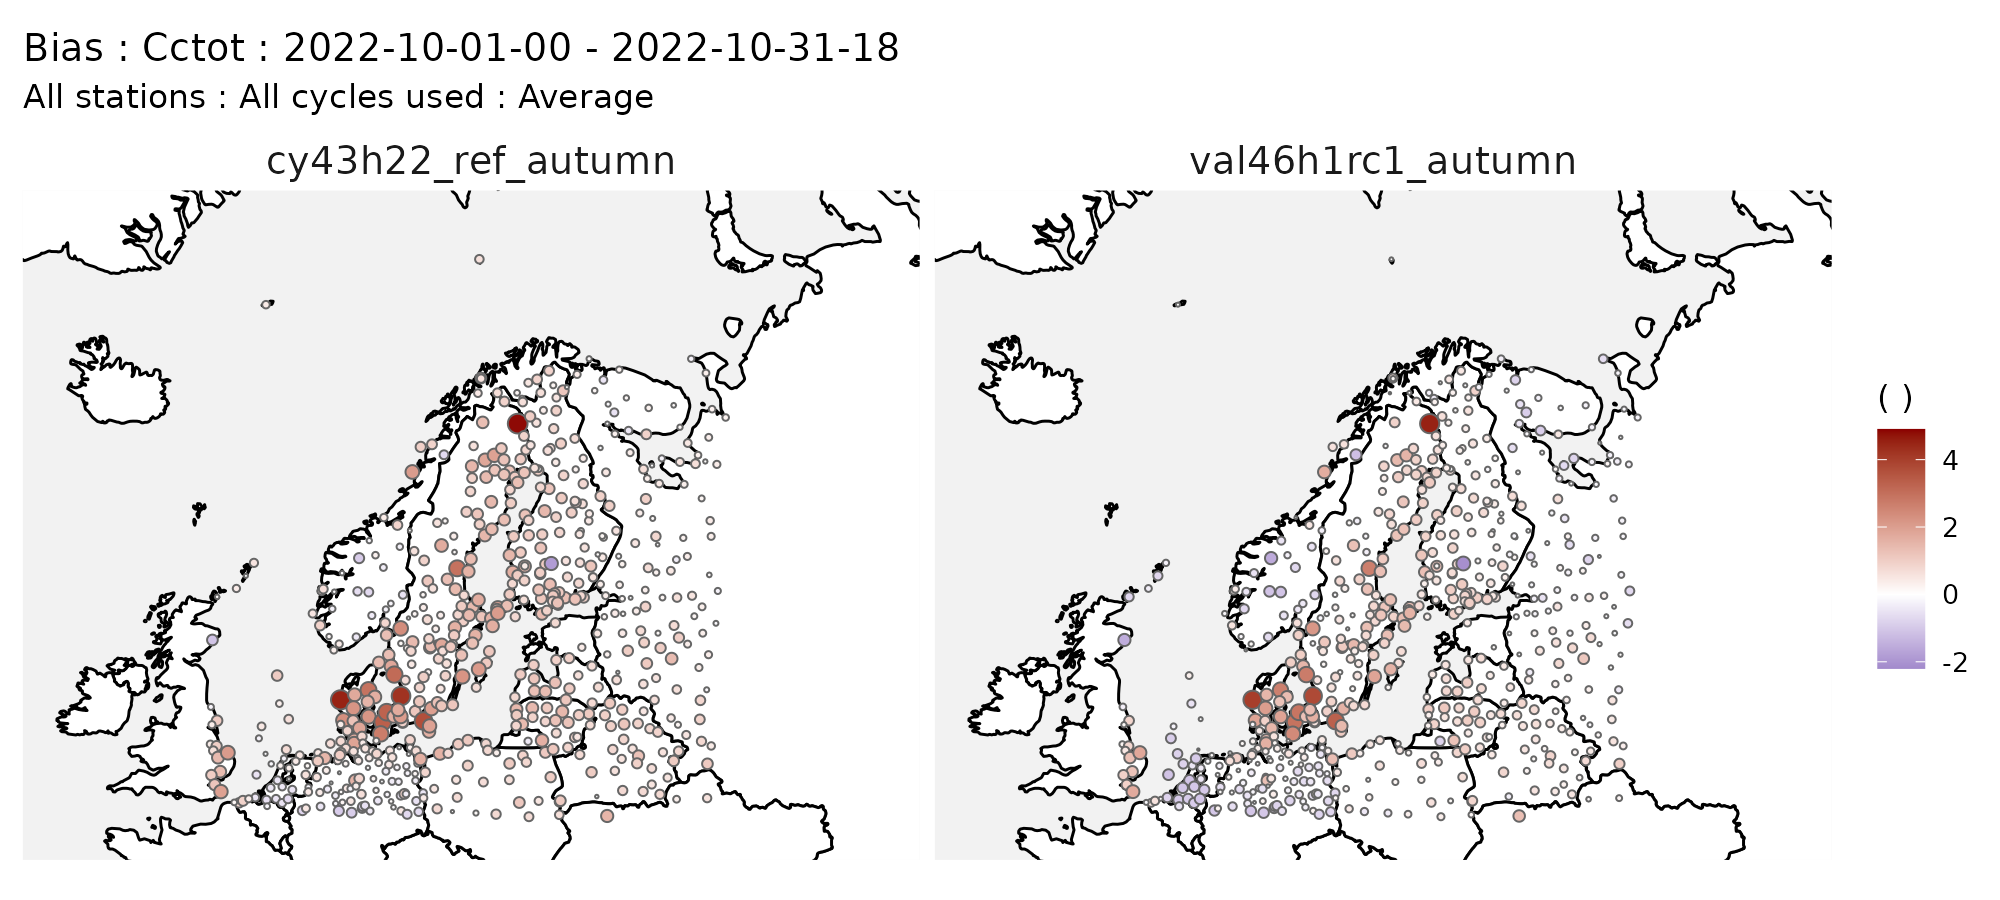 Bias : Cctot : 2022-10-01-00 - 2022-10-31-18
All stations : All cycles used : Average
cy43h22_ref_autumn
val46h1rc1_autumn
( )
4
2
0
-2